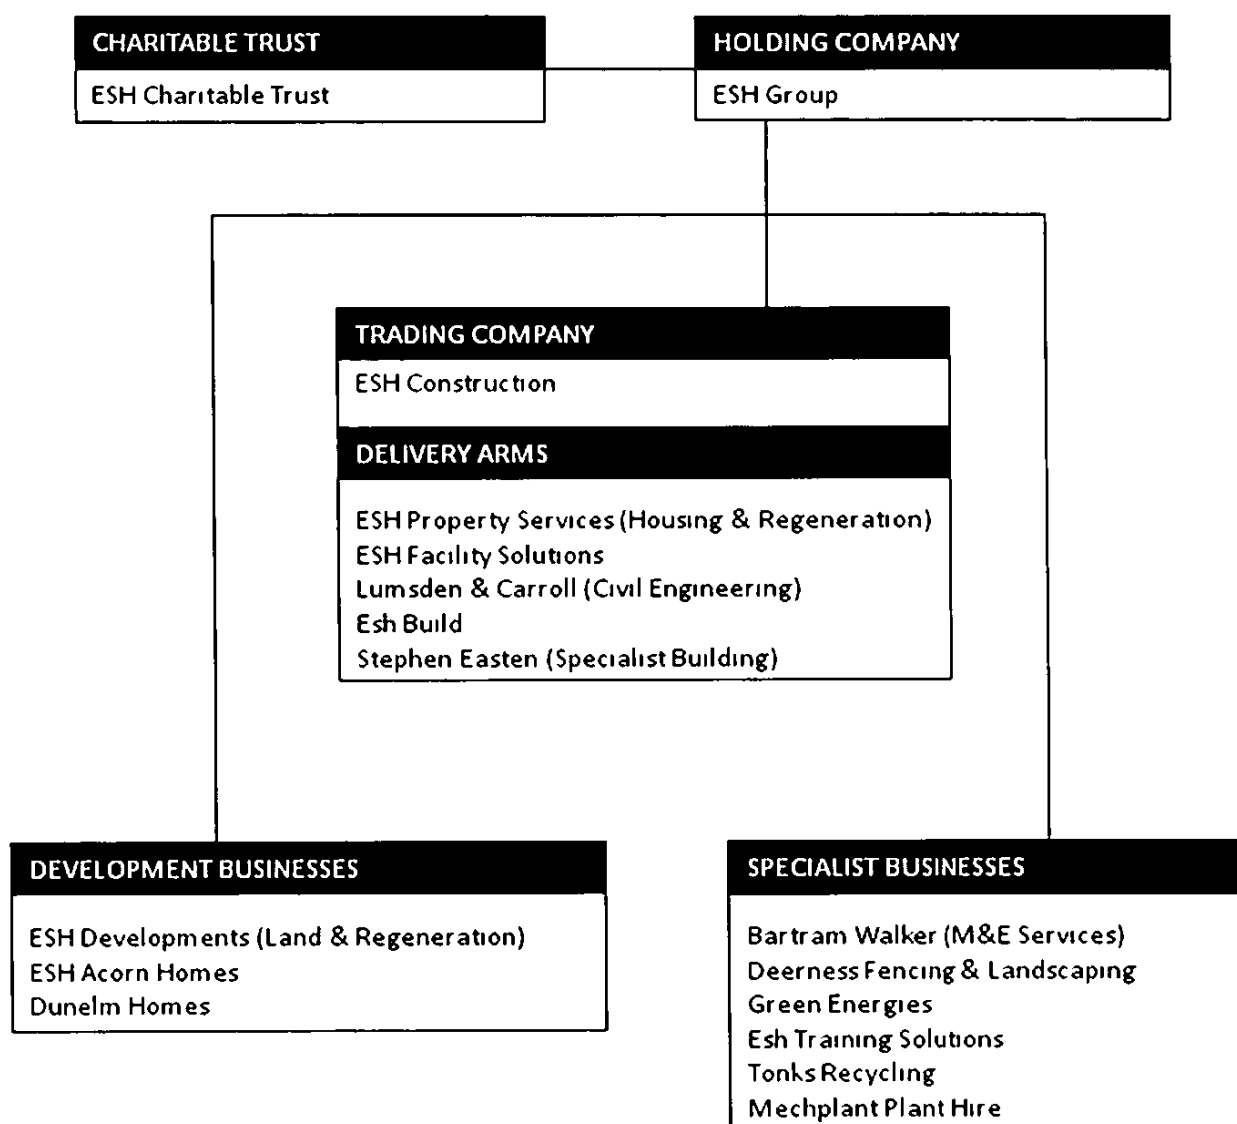 CHARITABLE TRUST
ESH Charitable Trust
HOLDING COMPANY
ESH Group
TRADING COMPANY
ESH Construction
DELIVERY ARMS
ESH Property Services (Housing & Regeneration)
ESH Facility Solutions
Lumsden & Carroll (Civil Engineering)
Esh Build
Stephen Easten (Specialist Building)
DEVELOPMENT BUSINESSES
ESH Developments (Land & Regeneration)
ESH Acorn Homes
Dunelm Homes
SPECIALIST BUSINESSES
Bartram Walker (M&E Services)
Deerness Fencing & Landscaping
Green Energies
Esh Training Solutions
Tonks Recycling
Mechplant Plant Hire